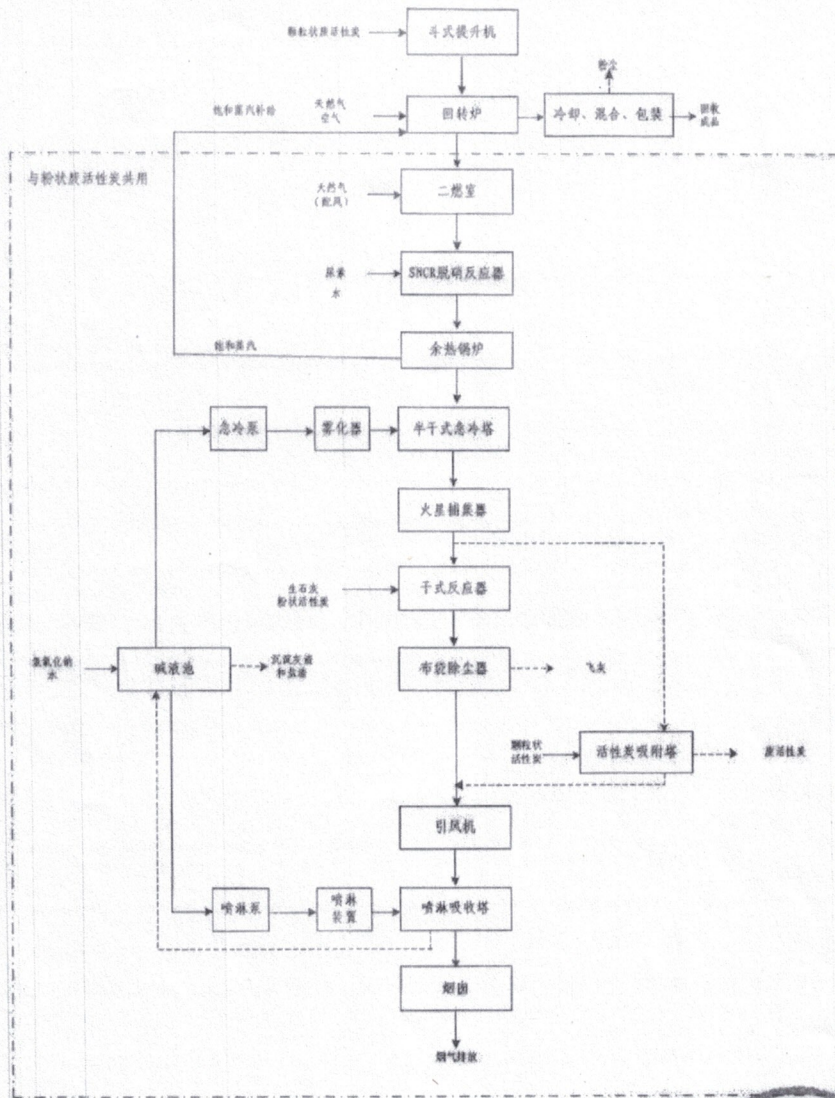 颗粒状废活性炭
斗式提升机
粉尘
饱和蒸汽补给
天然气
空气
回转炉
冷却、混合、包装
回收
成品
与粉状废活性炭共用
天然气
（配风）
二燃室
尿素
水
SNCR脱硝反应器
饱和蒸汽
余热锅炉
急冷泵
雾化器
半干式急冷塔
火星捕集器
生石灰
粉状活性炭
干式反应器
氢氧化钠
水
碱液池
沉淀灰渣
和盐渣
布袋除尘器
飞灰
颗粒状
活性炭
活性炭吸附塔
废活性炭
引风机
喷淋泵
喷淋
装置
喷淋吸收塔
烟囱
烟气排放